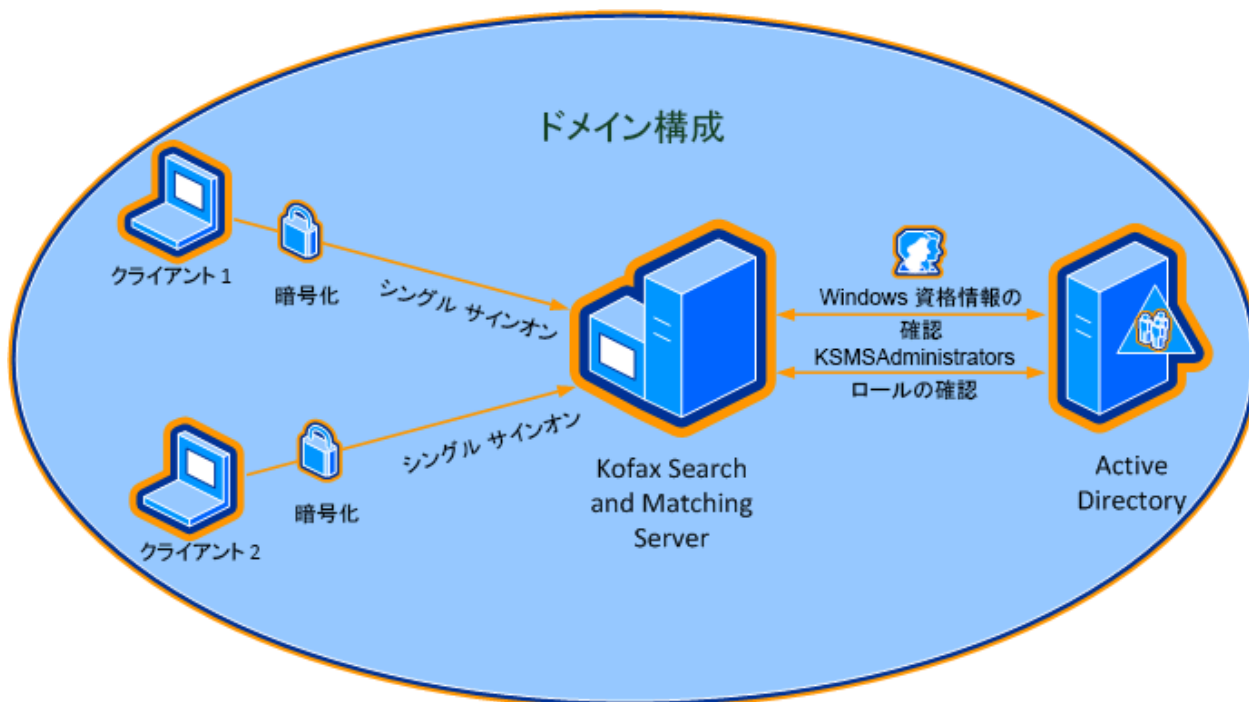 ドメイン構成
クライアント 1
暗号化
シングル サインオン
Windows 資格情報の
確認
KSMSAdministrators
ロールの確認
クライアント 2
暗号化
シングル サインオン
Kofax Search
and Matching
Server
Active
Directory